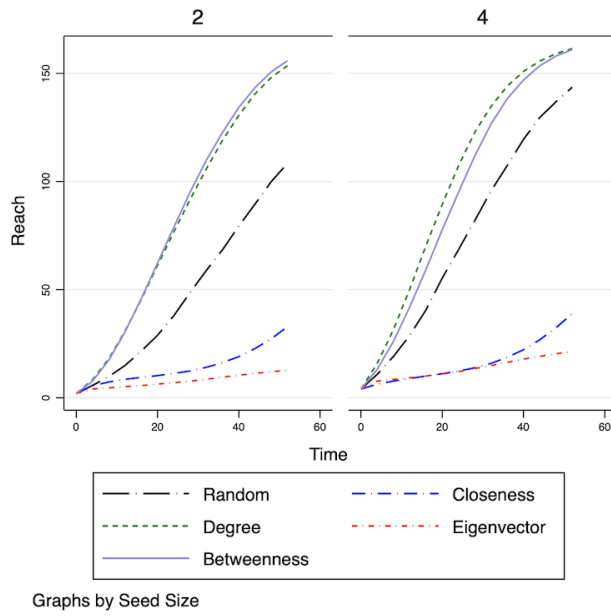 2
4
Reach
150
100
50
0
0 20 40 60
0 20 40 60
Time
Random
Closeness
Degree
Eigenvector
Betweenness
Graphs by Seed Size